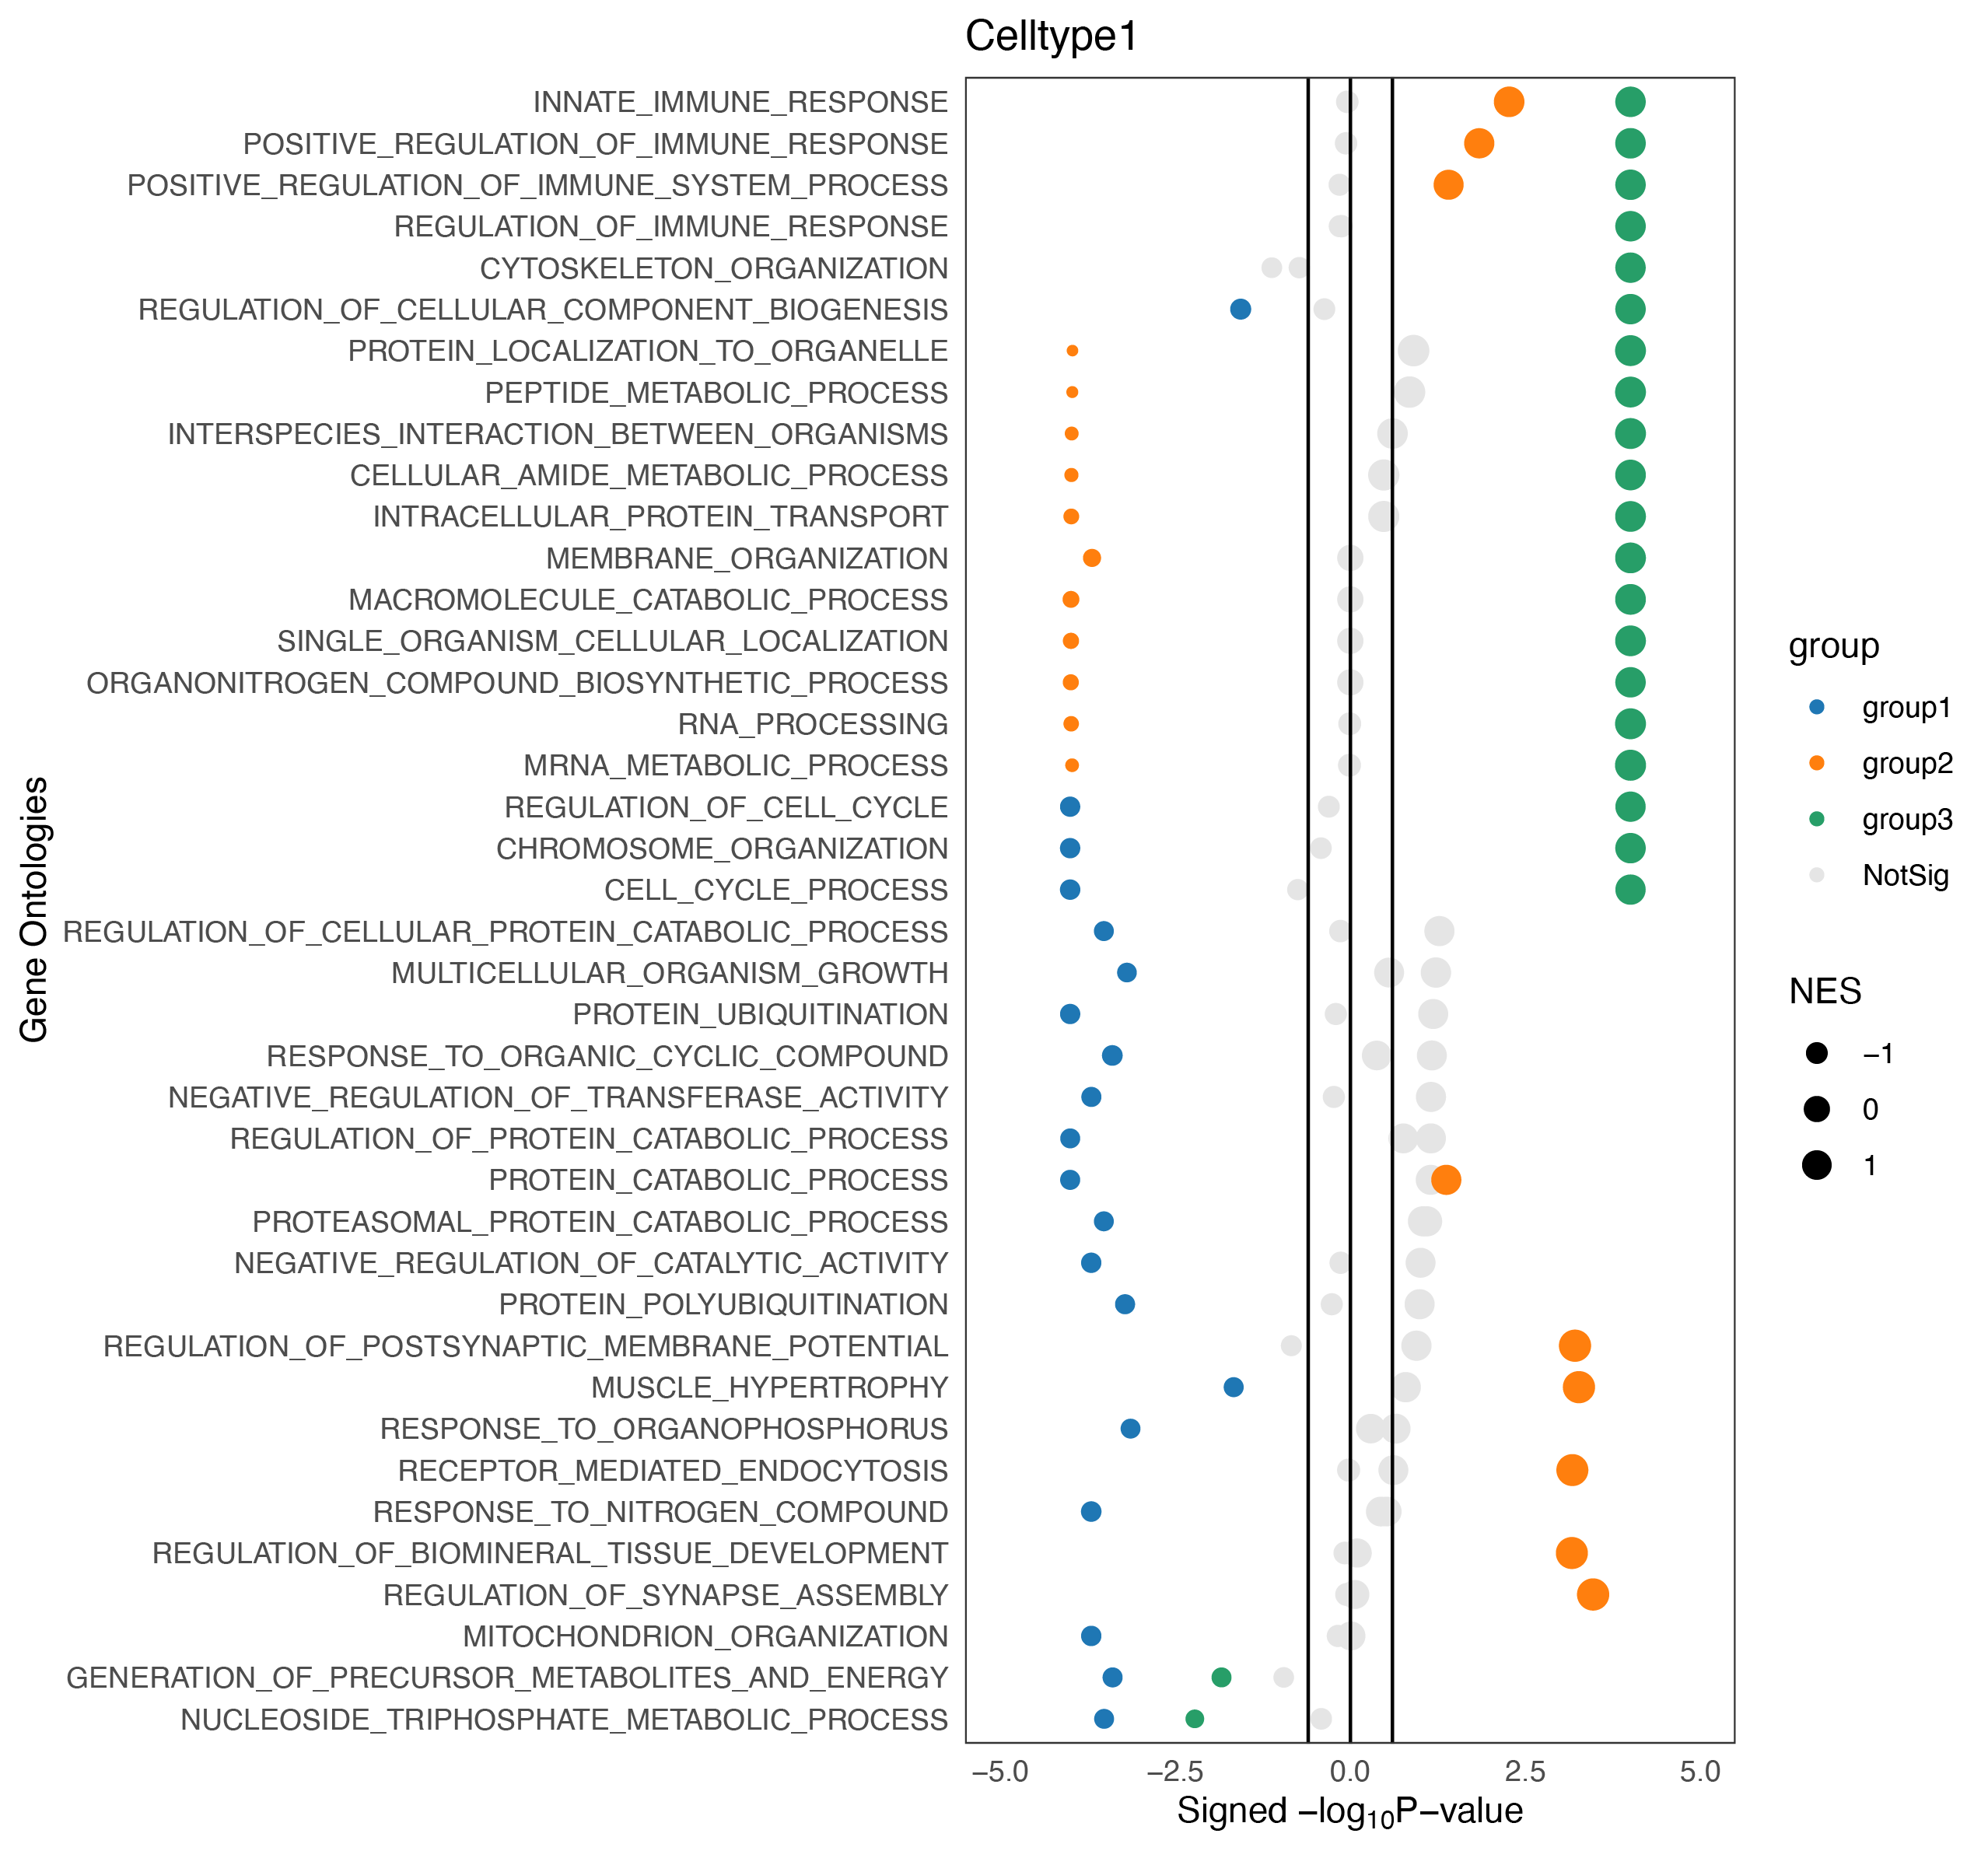 Celltype1
INNATE_IMMUNE_RESPONSE
POSITIVE_REGULATION_OF_IMMUNE_RESPONSE
POSITIVE_REGULATION_OF_IMMUNE_SYSTEM_PROCESS
REGULATION_OF_IMMUNE_RESPONSE
CYTOSKELETON_ORGANIZATION
REGULATION_OF_CELLULAR_COMPONENT_BIOGENESIS
PROTEIN_LOCALIZATION_TO_ORGANELLE
PEPTIDE_METABOLIC_PROCESS
INTERSPECIES_INTERACTION_BETWEEN_ORGANISMS
CELLULAR_AMIDE_METABOLIC_PROCESS
INTRACELLULAR_PROTEIN_TRANSPORT
MEMBRANE_ORGANIZATION
MACROMOLECULE_CATABOLIC_PROCESS
SINGLE_ORGANISM_CELLULAR_LOCALIZATION
ORGANONITROGEN_COMPOUND_BIOSYNTHETIC_PROCESS
RNA_PROCESSING
MRNA_METABOLIC_PROCESS
REGULATION_OF_CELL_CYCLE
CHROMOSOME_ORGANIZATION
CELL_CYCLE_PROCESS
REGULATION_OF_CELLULAR_PROTEIN_CATABOLIC_PROCESS
MULTICELLULAR_ORGANISM_GROWTH
PROTEIN_UBIQUITINATION
RESPONSE_TO_ORGANIC_CYCLIC_COMPOUND
NEGATIVE_REGULATION_OF_TRANSFERASE_ACTIVITY
REGULATION_OF_PROTEIN_CATABOLIC_PROCESS
PROTEIN_CATABOLIC_PROCESS
PROTEASOMAL_PROTEIN_CATABOLIC_PROCESS
NEGATIVE_REGULATION_OF_CATALYTIC_ACTIVITY
PROTEIN_POLYUBIQUITINATION
REGULATION_OF_POSTSYNAPTIC_MEMBRANE_POTENTIAL
MUSCLE_HYPERTROPHY
RESPONSE_TO_ORGANOPHOSPHORUS
RECEPTOR_MEDIATED_ENDOCYTOSIS
RESPONSE_TO_NITROGEN_COMPOUND
REGULATION_OF_BIOMINERAL_TISSUE_DEVELOPMENT
REGULATION_OF_SYNAPSE_ASSEMBLY
MITOCHONDRION_ORGANIZATION
GENERATION_OF_PRECURSOR_METABOLITES_AND_ENERGY
NUCLEOSIDE_TRIPHOSPHATE_METABOLIC_PROCESS
Gene Ontologies
−5.0 −2.5 0.0 2.5 5.0
Signed −log₁₀P−value
group
group1
group2
group3
NotSig
NES
−1
0
1